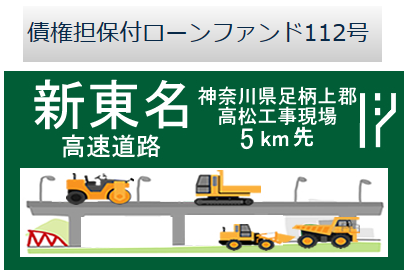 債権担保付ローンファンド112号
新東名
高速道路
神奈川県足柄上郡
高松工事現場
5km先